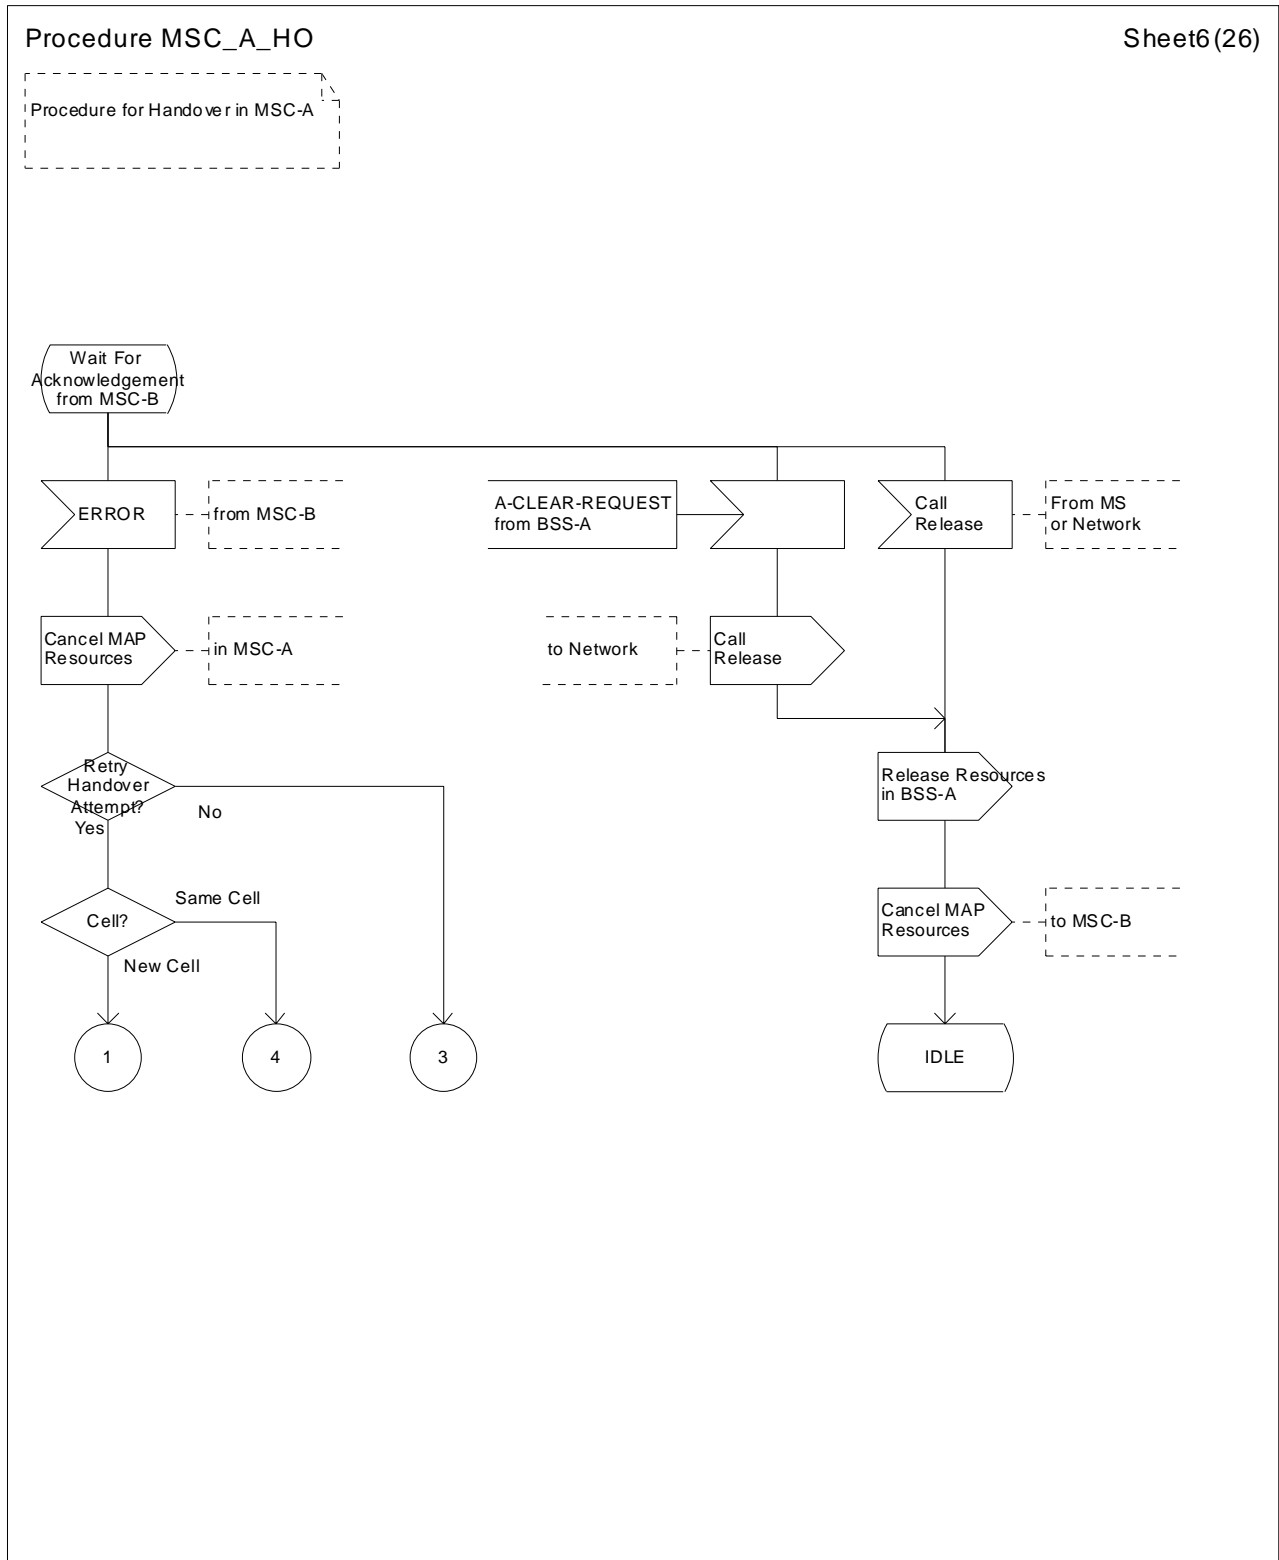 Procedure MSC_A_HO
Sheet6(26)
Procedure for Handover in MSC-A
Wait For
Acknowledgement
from MSC-B
ERROR
from MSC-B
A-CLEAR-REQUEST
from BSS-A
Call
Release
From MS
or Network
Cancel MAP
Resources
in MSC-A
to Network
Call
Release
Retry
Handover
Attempt?
Yes
No
Release Resources
in BSS-A
Cell?
Same Cell
New Cell
Cancel MAP
Resources
to MSC-B
1
4
3
IDLE